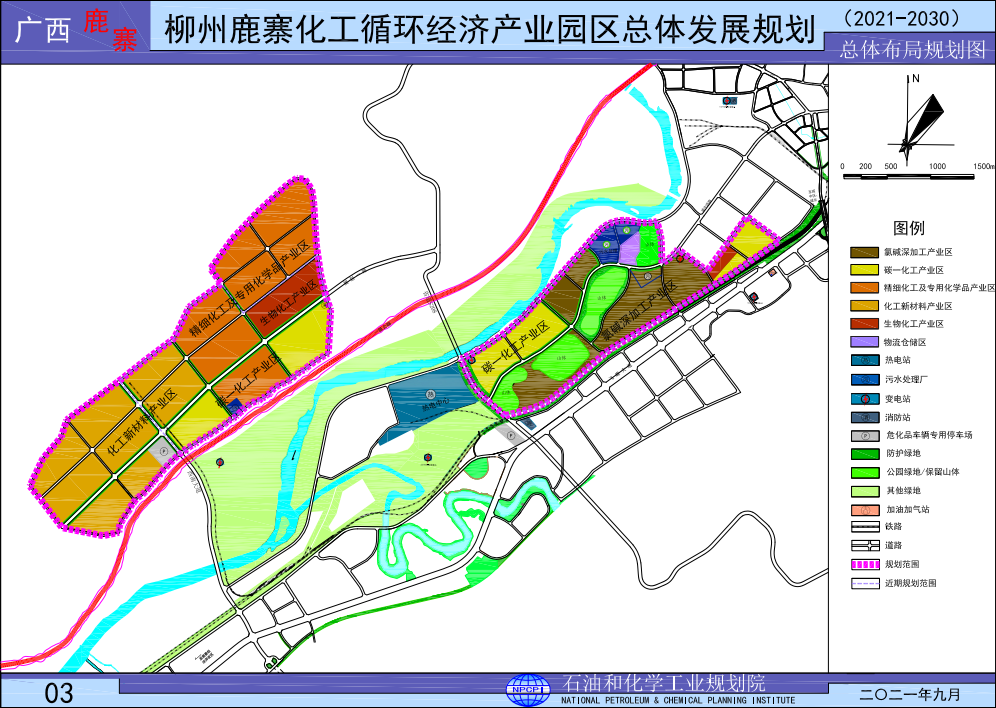 广西 鹿寨
柳州鹿寨化工循环经济产业园区总体发展规划
(2021-2030)
总体布局规划图
N
0 200 500 1000 1500m
图例
氯碱深加工产业区
碳一化工产业区
精细化工及专用化学品产业区
化工新材料产业区
生物化工产业区
物流仓储区
热电站
污水处理厂
变电站
消防站
危化品车辆专用停车场
防护绿地
公园绿地/保留山体
其他绿地
加油加气站
铁路
道路
规划范围
近期规划范围
精细化工及专用化学品产业区
生物化工产业区
碳一化工产业区
化工新材料产业区
碳一化工产业区
氯碱深加工产业区
热电中心
P
P
03
NPCPI
石油和化学工业规划院
NATIONAL PETROLEUM & CHEMICAL PLANNING INSTITUTE
二〇二一年九月